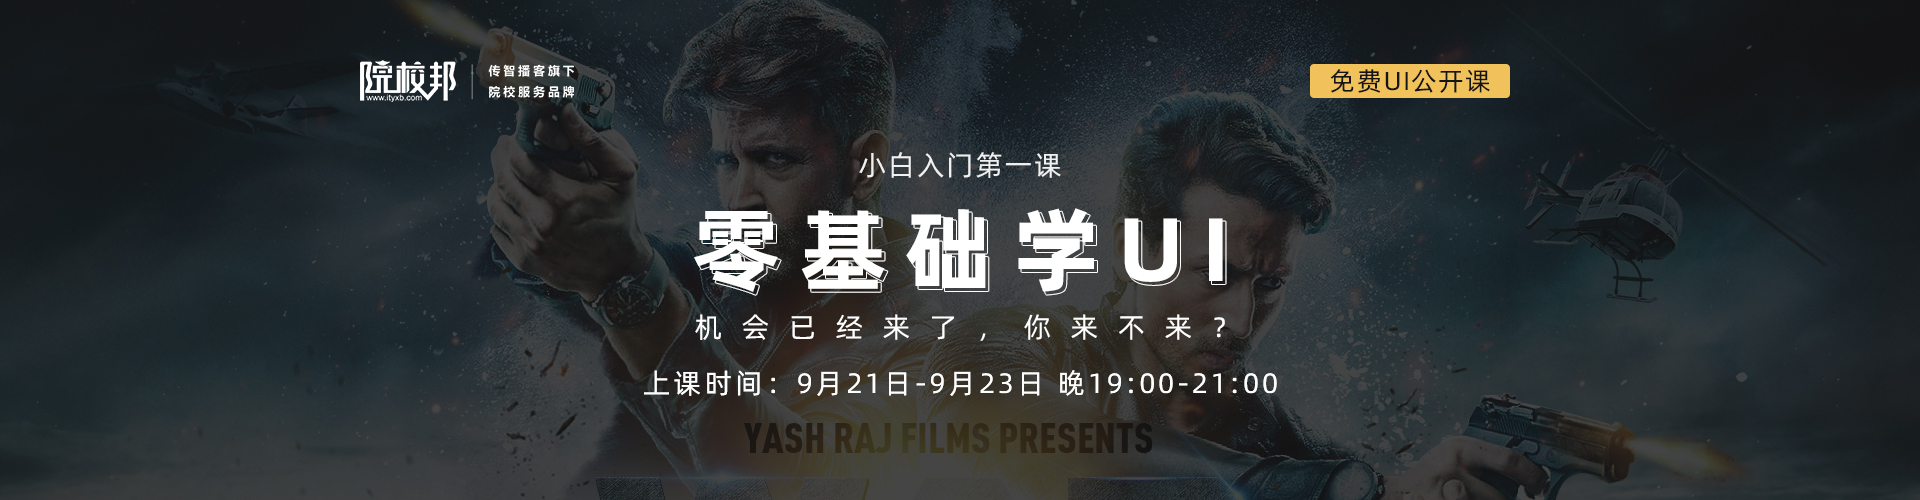 院校邦
www.ityxb.com
传智播客旗下
院校服务品牌
免费UI公开课
小白入门第一课
零基础学UI
机会已经来了，你来不来?
上课时间：9月21日-9月23日 晚19:00-21:00
YASH RAJ FILMS PRESENTS